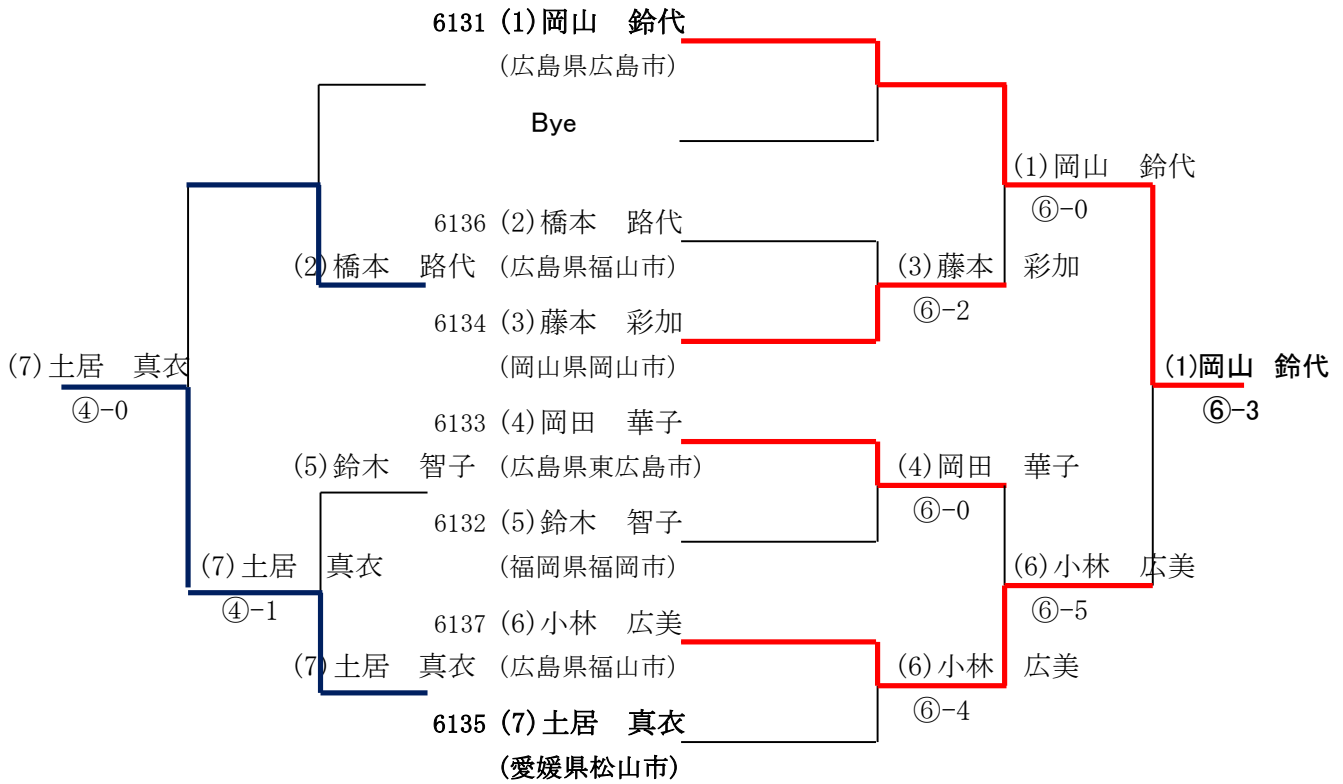 6131 (1)岡山　鈴代
(広島県広島市)
Bye
(1)岡山　鈴代
⑥-0
6136 (2)橋本　路代
(2)橋本　路代 (広島県福山市)
(3)藤本　彩加
⑥-2
6134 (3)藤本　彩加
(岡山県岡山市)
(7)土居　真衣
④-0
(1)岡山　鈴代
⑥-3
6133 (4)岡田　華子
(5)鈴木　智子 (広島県東広島市)
(4)岡田　華子
⑥-0
6132 (5)鈴木　智子
(福岡県福岡市)
(7)土居　真衣
④-1
(6)小林　広美
⑥-5
6137 (6)小林　広美
(7)土居　真衣 (広島県福山市)
(6)小林　広美
⑥-4
6135 (7)土居　真衣
(愛媛県松山市)